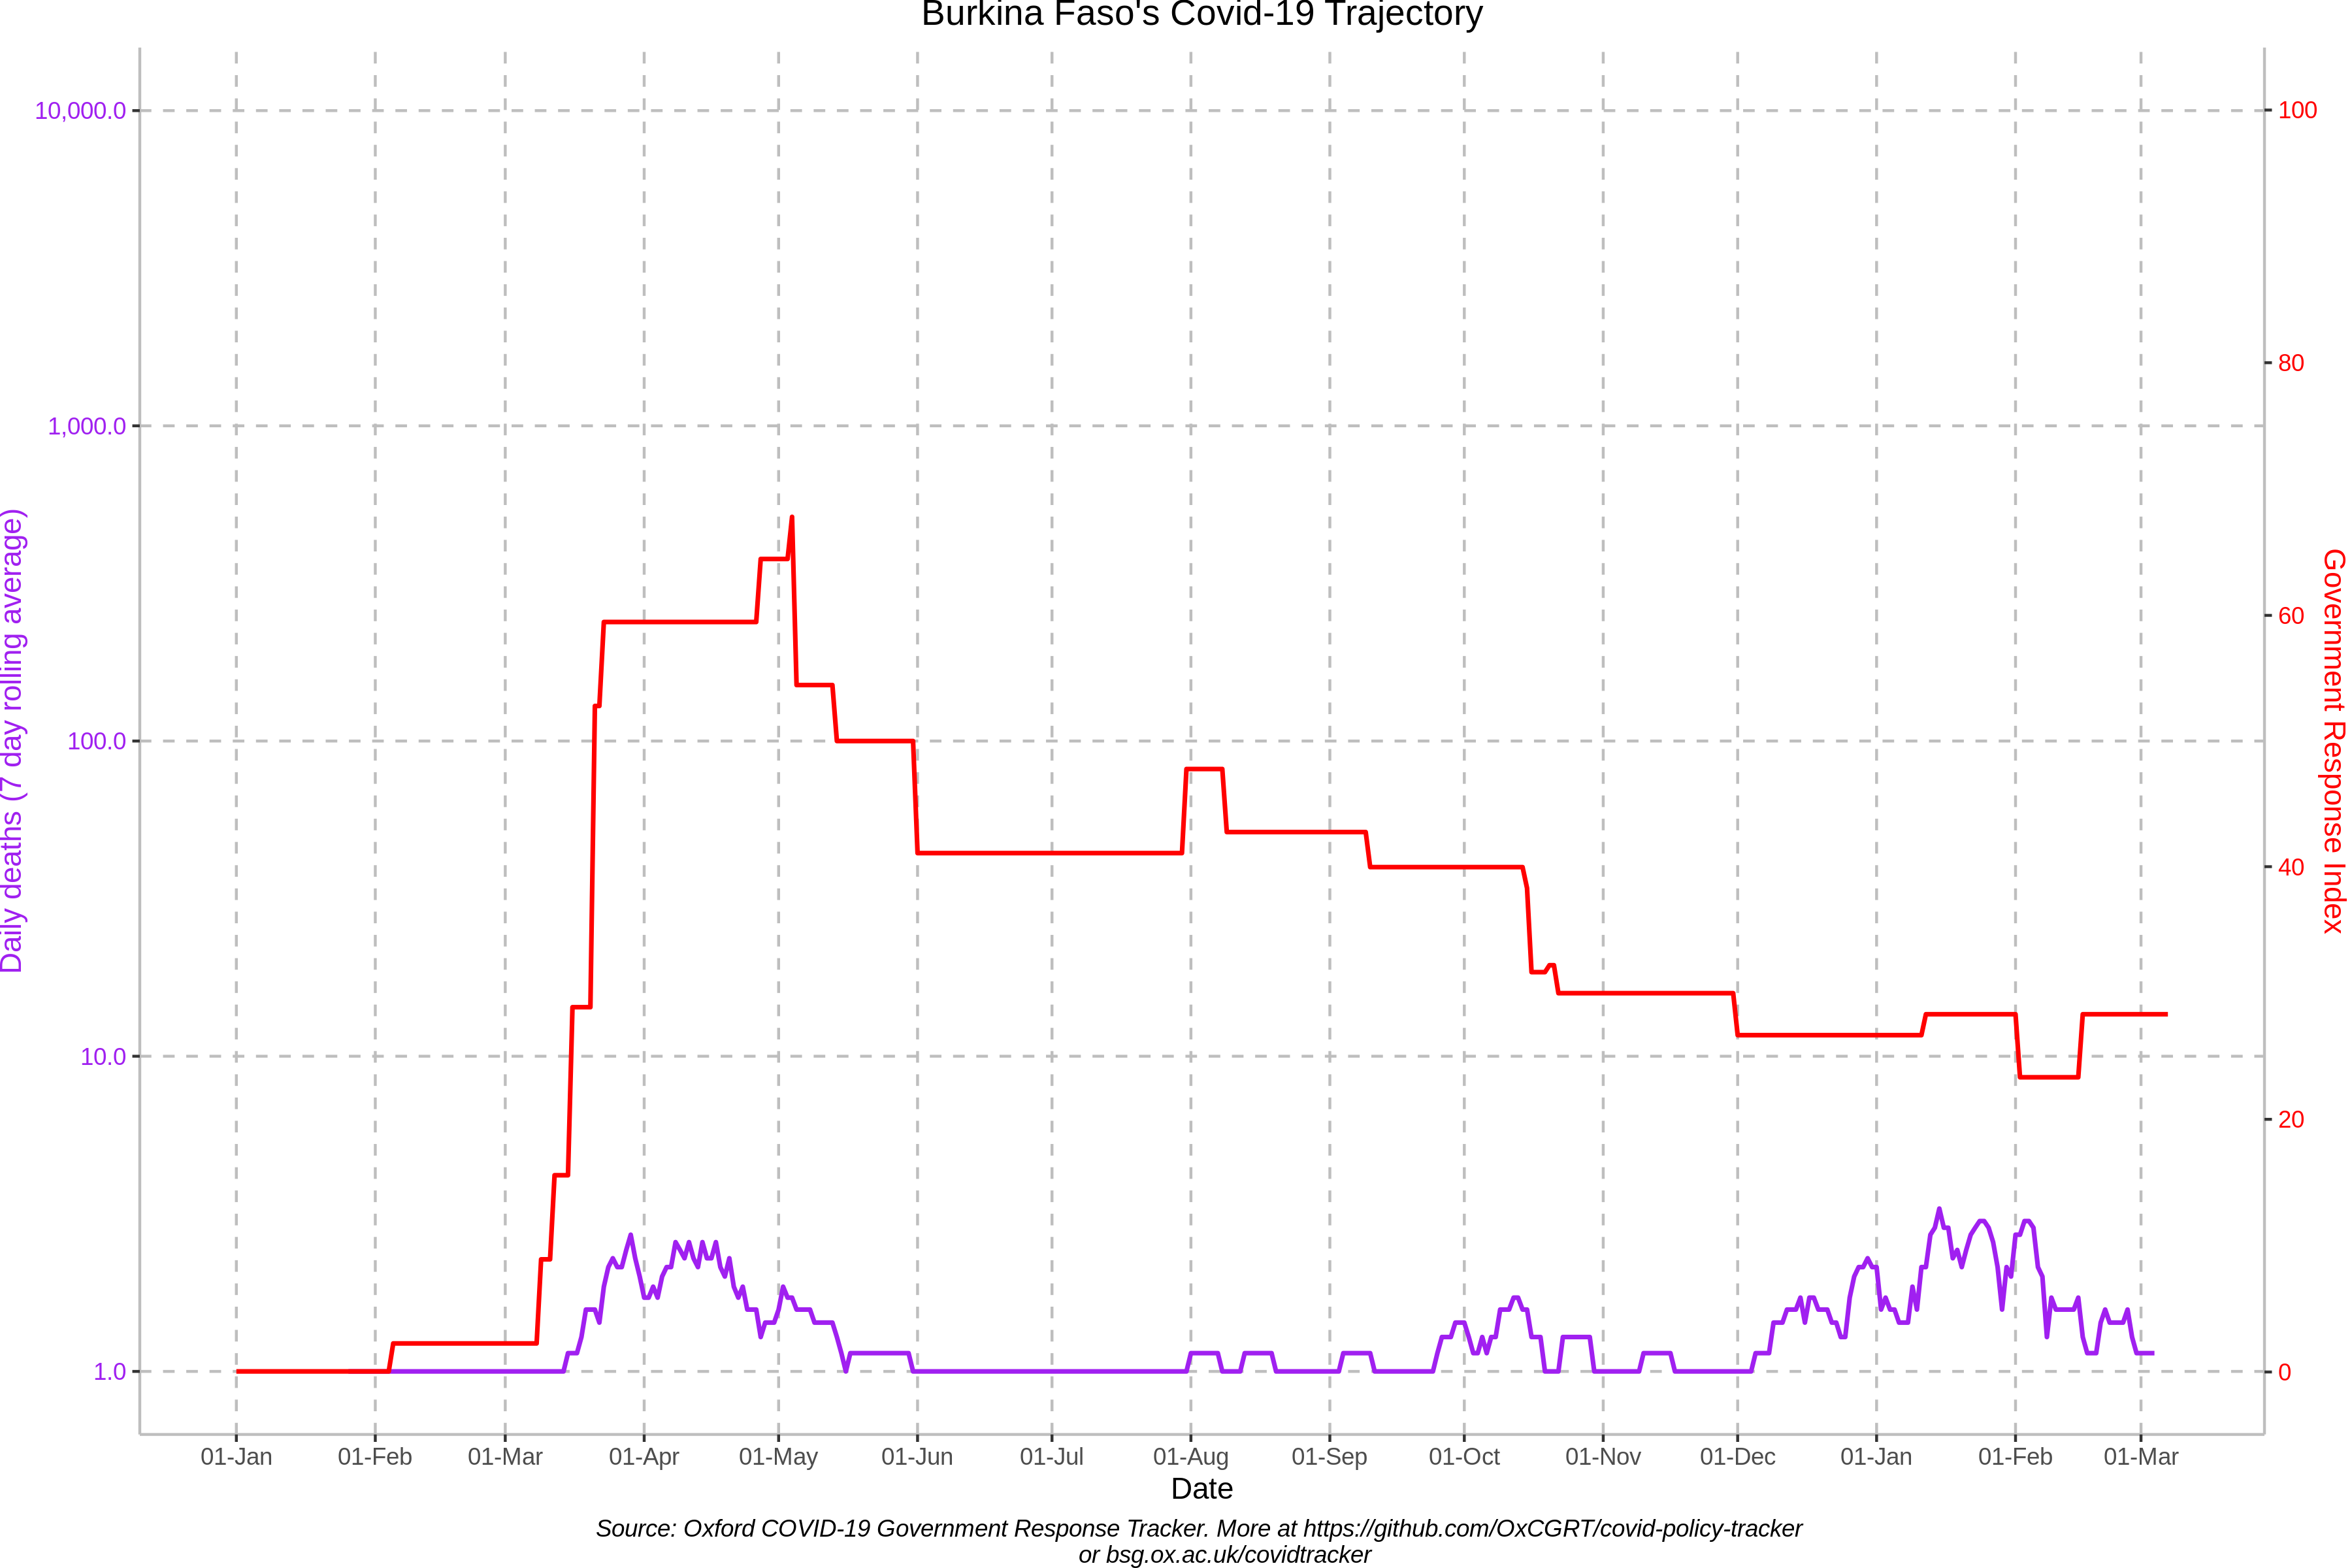 Burkina Faso's Covid-19 Trajectory
10,000.0
1,000.0
100.0
10.0
1.0
Daily deaths (7 day rolling average)
100
80
60
40
20
0
Government Response Index
01-Jan 01-Feb 01-Mar 01-Apr 01-May 01-Jun 01-Jul 01-Aug 01-Sep 01-Oct 01-Nov 01-Dec 01-Jan 01-Feb 01-Mar
Date
Source: Oxford COVID-19 Government Response Tracker. More at https://github.com/OxCGRT/covid-policy-tracker
or bsg.ox.ac.uk/covidtracker